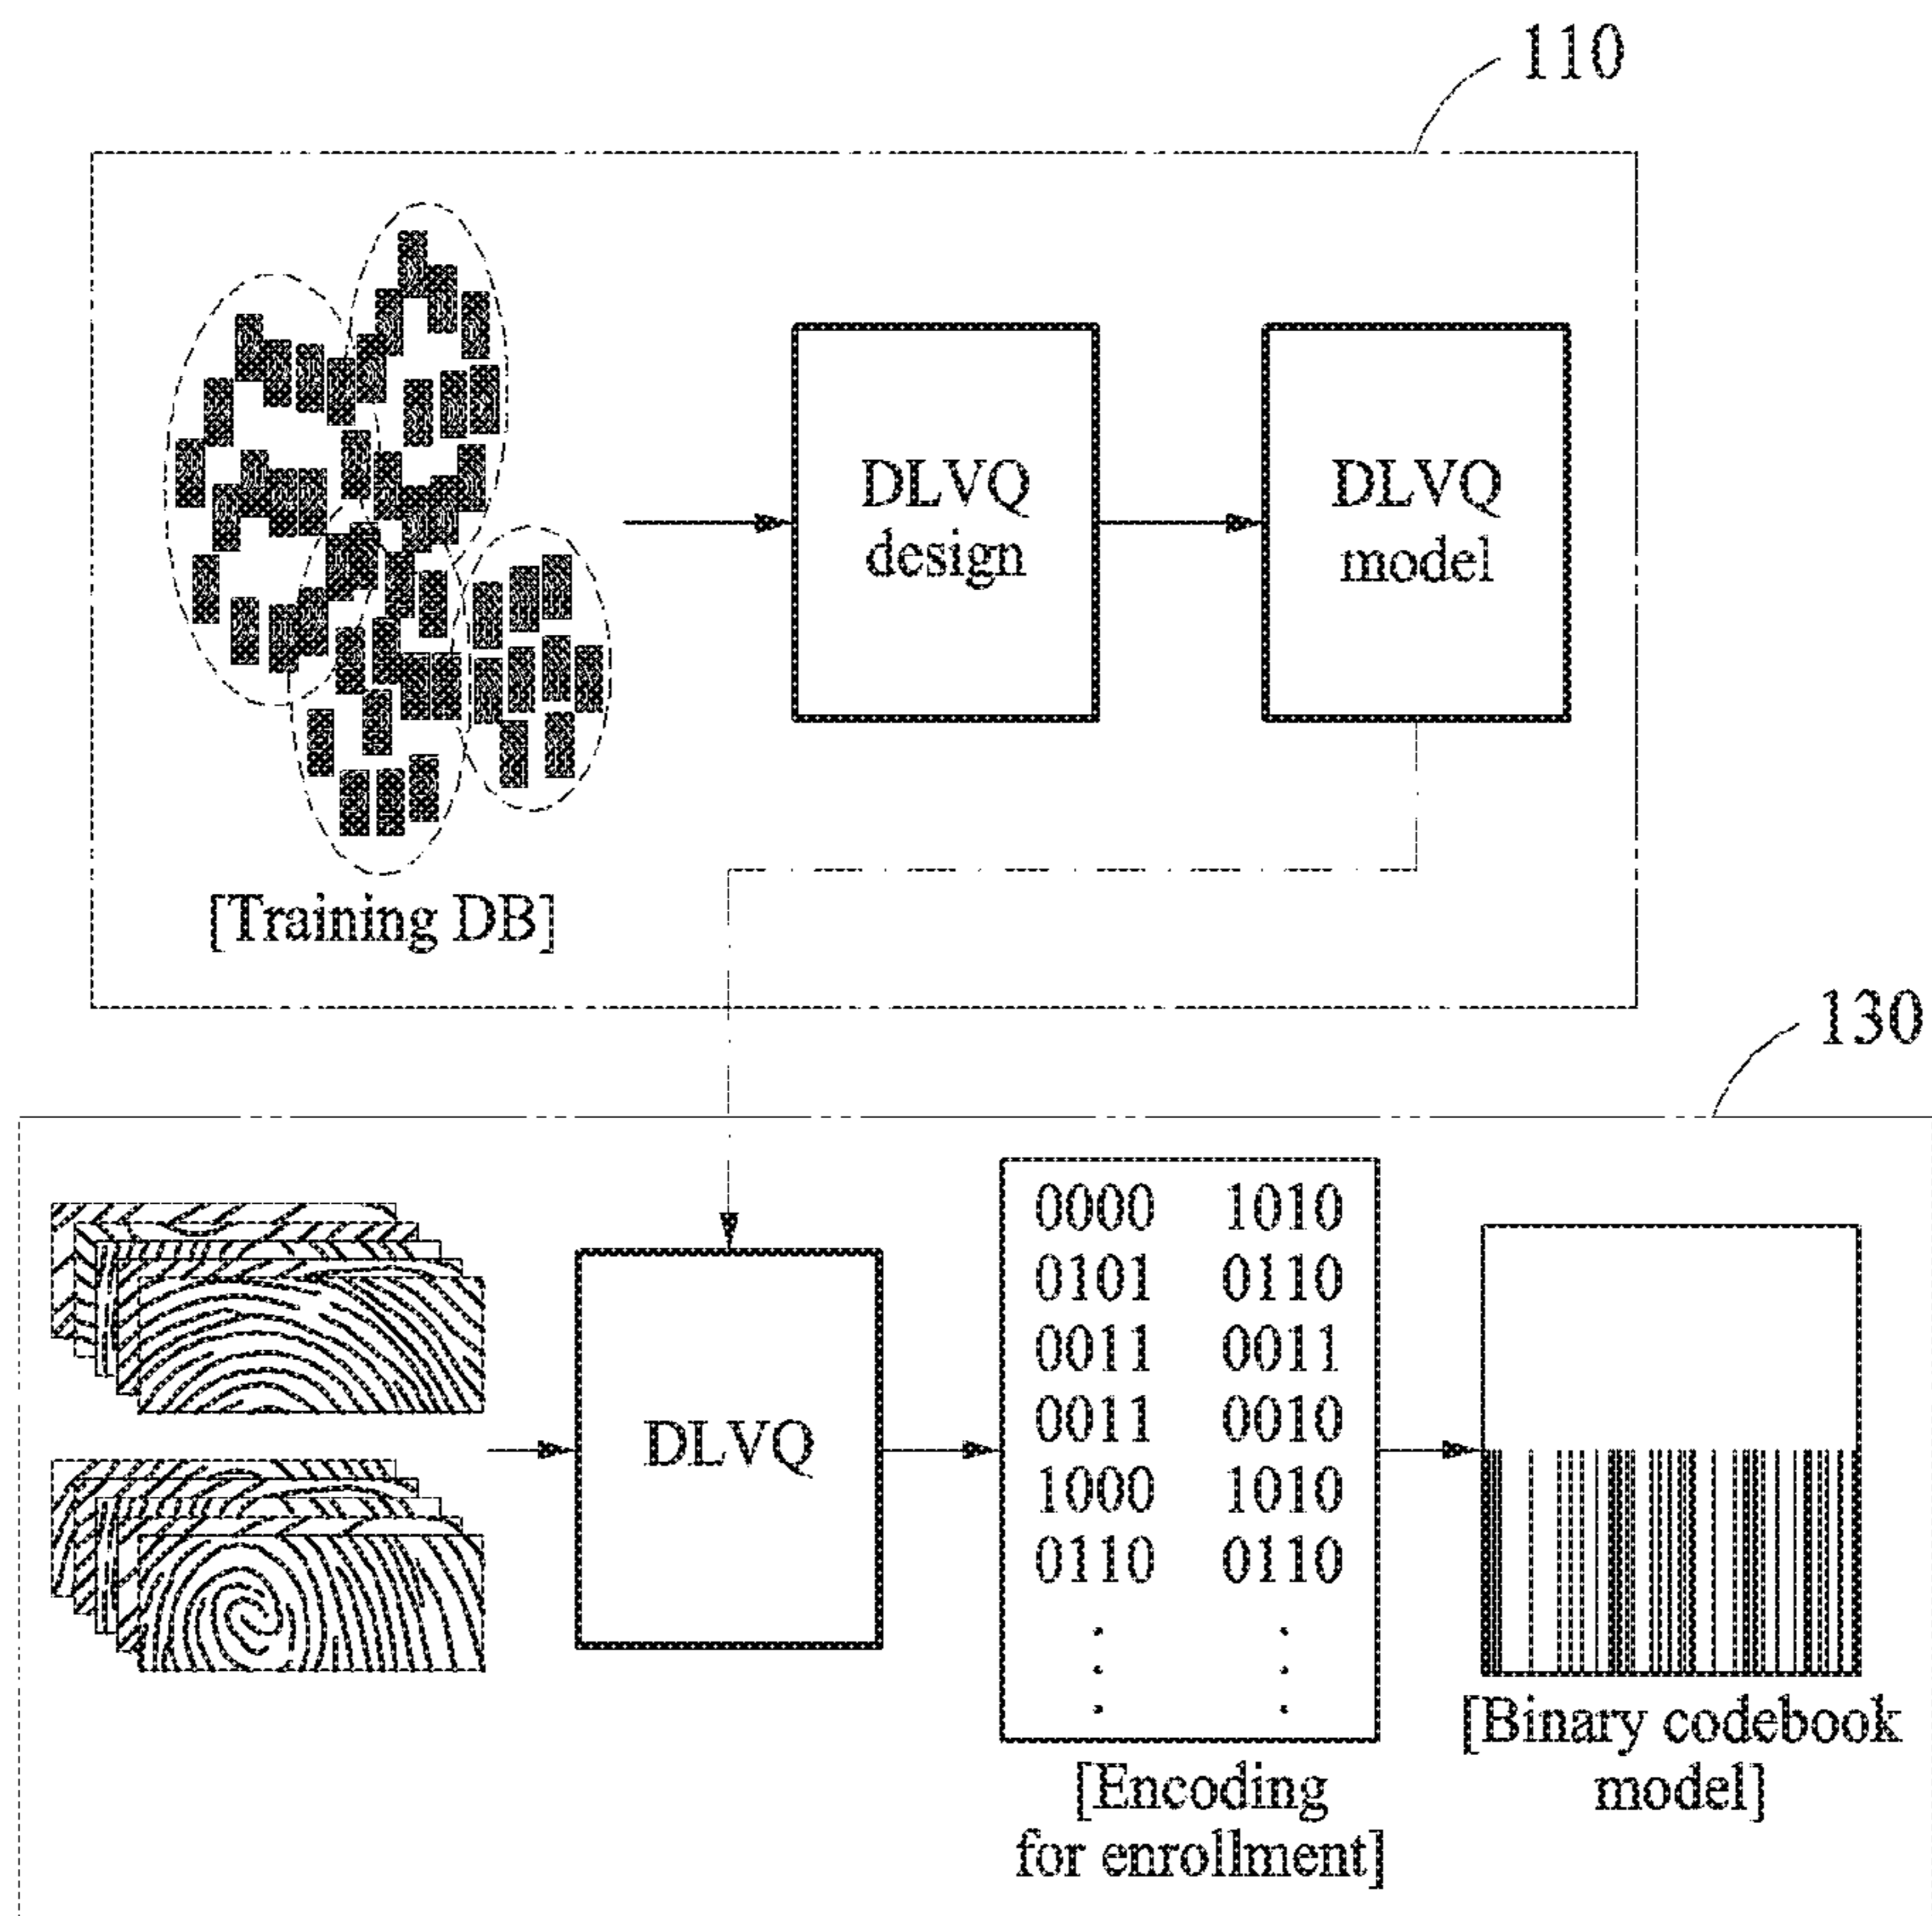 110
DLVQ
design
DLVQ
model
[Training DB]
130
0000 1010
0101 0110
0011 0011
0011 0010
1000 1010
0110 0110
DLVQ
[Encoding
for enrollment]
[Binary codebook
model]